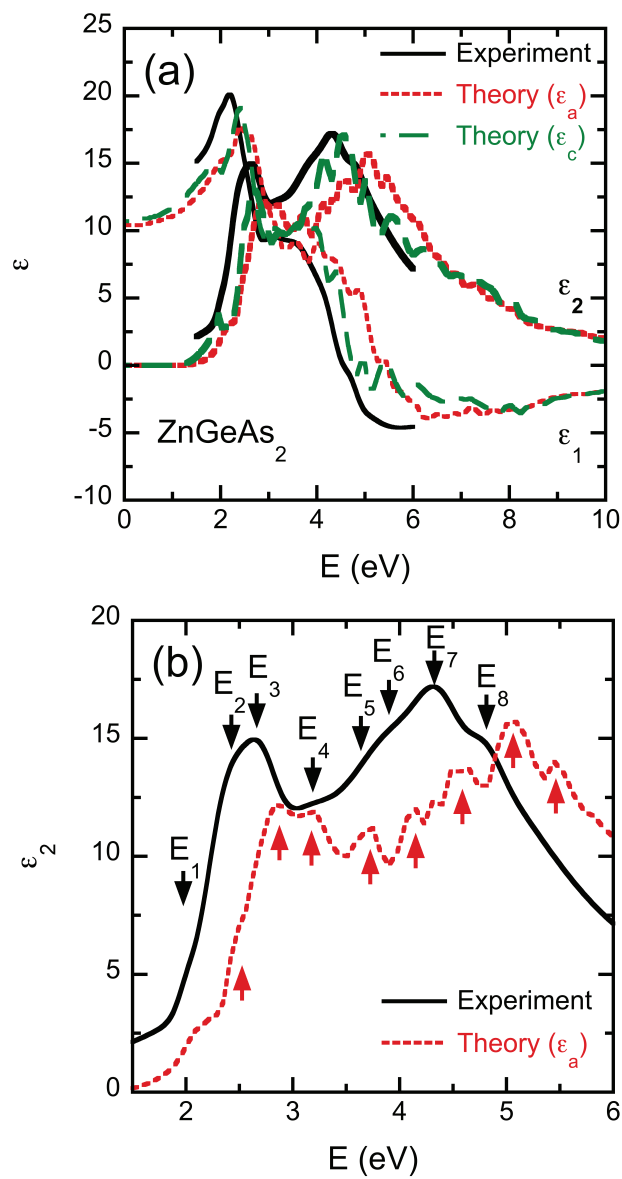 (a)
Experiment
Theory (εa)
Theory (εc)
25
20
15
10
5
0
-5
-10
ε
ε2
ε1
ZnGeAs2
0 2 4 6 8 10
E (eV)
(b)
20
15
10
5
0
ε2
E1
E2
E3
E4
E5
E6
E7
E8
Experiment
Theory (εa)
2 3 4 5 6
E (eV)